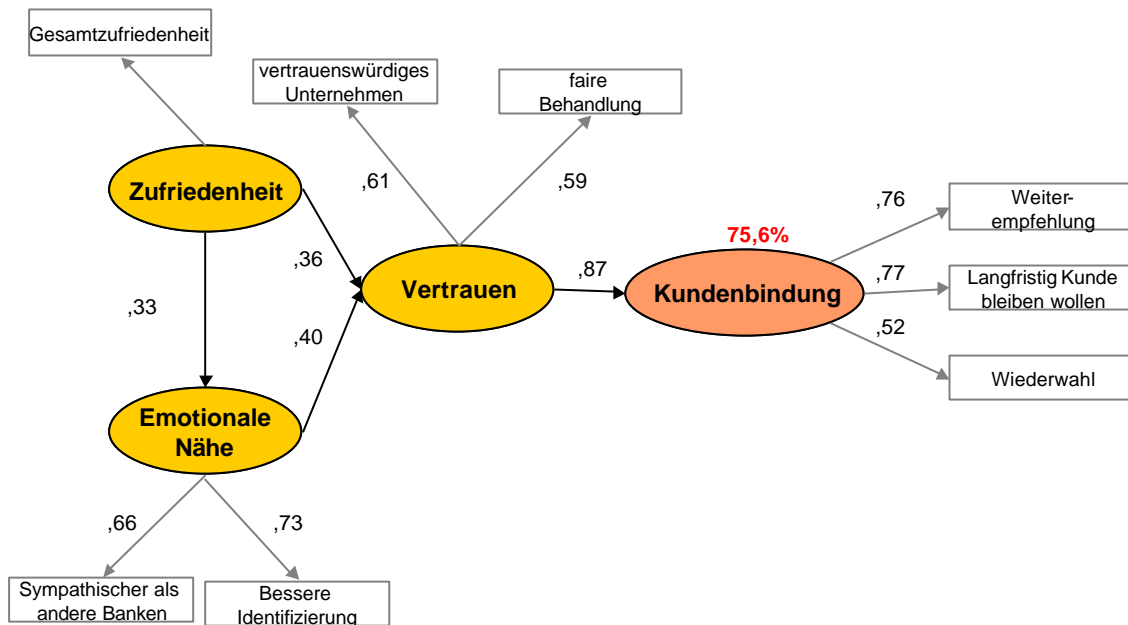 Gesamtzufriedenheit
vertrauenswürdiges
Unternehmen
faire
Behandlung
,61
,59
Zufriedenheit
,76
Weiter-
empfehlung
75,6%
,36
Vertrauen
,87
Kundenbindung
,77
Langfristig Kunde
bleiben wollen
,33
,40
,52
Wiederwahl
Emotionale
Nähe
,66
,73
Sympathischer als
andere Banken
Bessere
Identifizierung